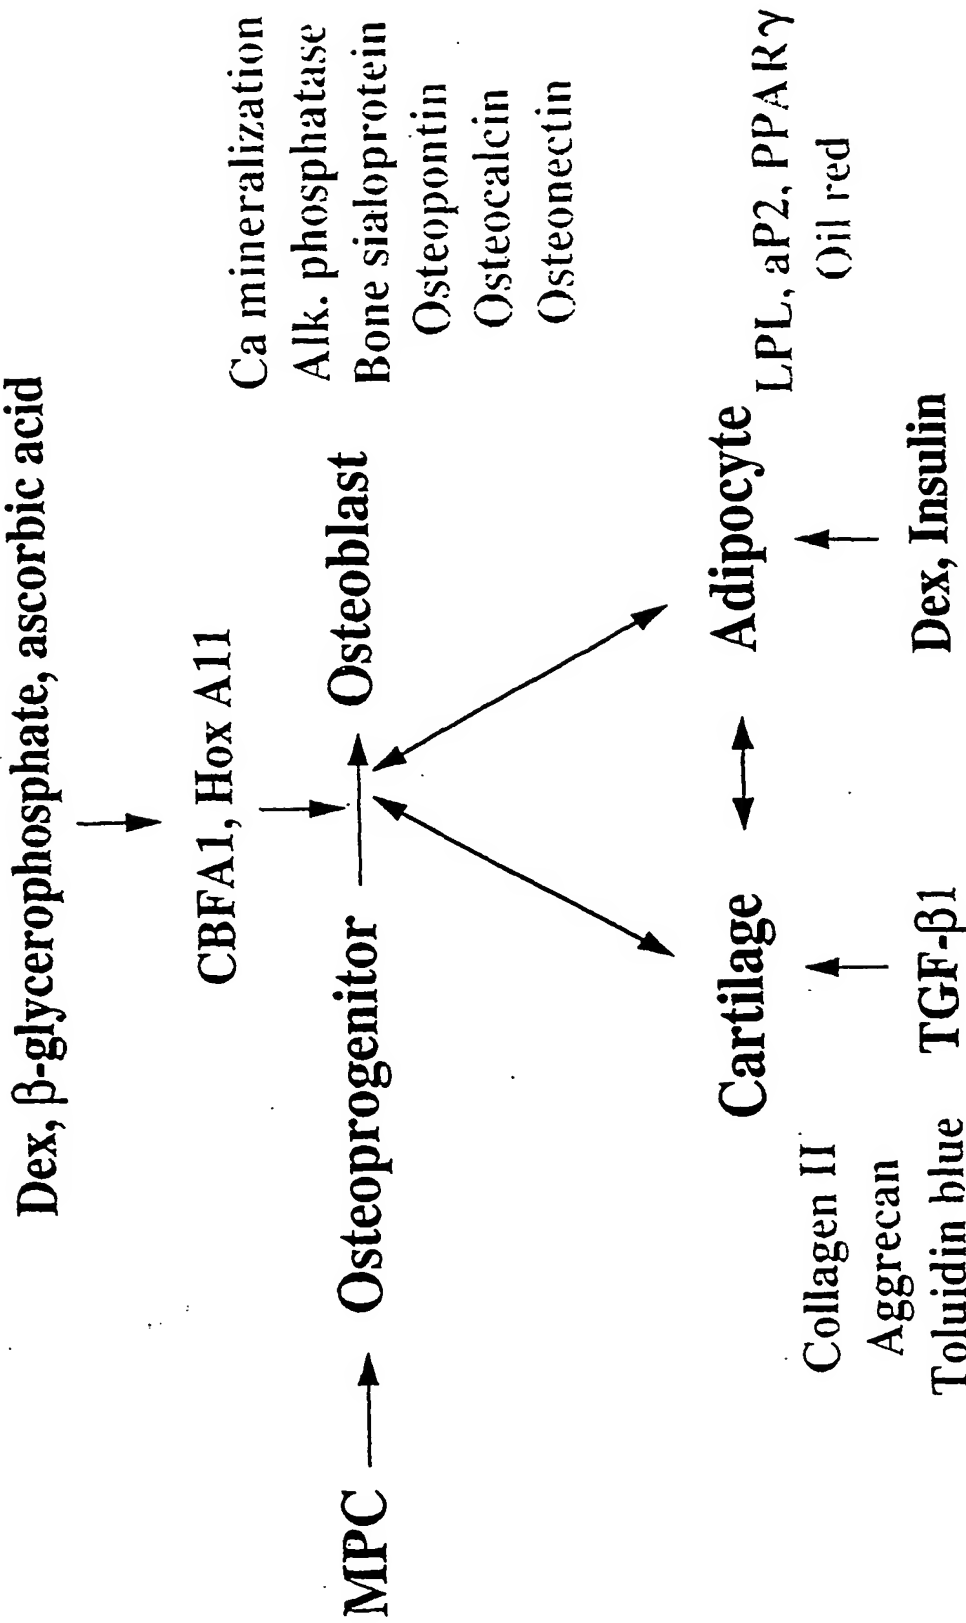 Dex, β-glycerophosphate, ascorbic acid
CBFA1, Hox A11
MPC
Osteoprogenitor
Osteoblast
Ca mineralization
Alk. phosphatase
Bone sialoprotein
Osteopontin
Osteocalcin
Osteonectin
Cartilage
Adipocyte
LPL, aP2, PPARγ
Oil red
Collagen II
Aggrecan
Toluidin blue
TGF-β1
Dex, Insulin